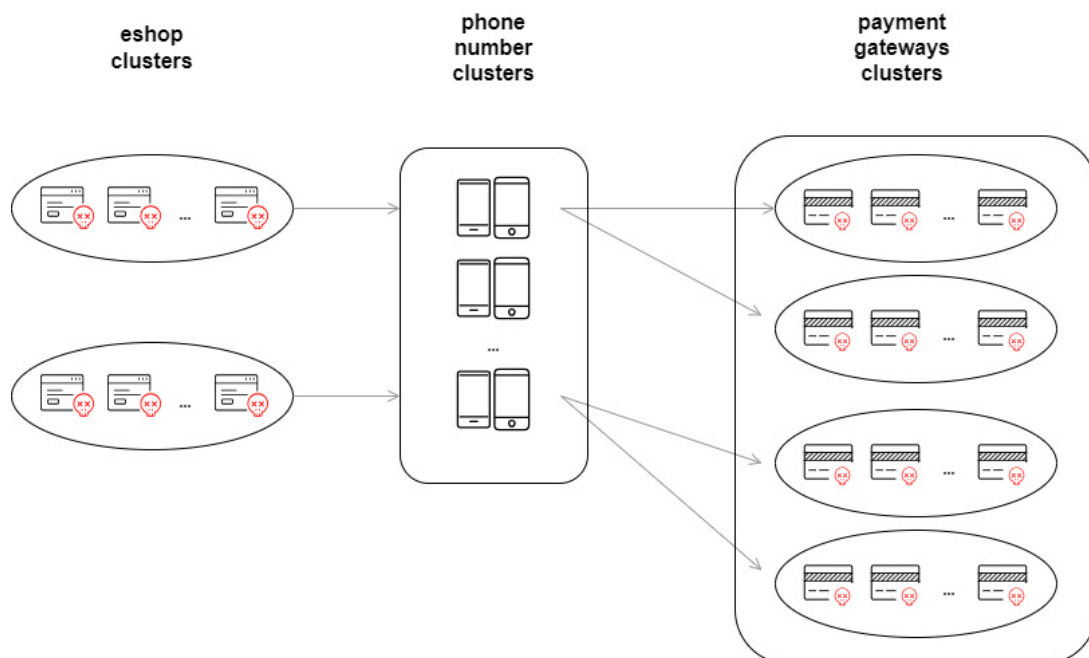 eshop
clusters
phone
number
clusters
payment
gateways
clusters
...
...
...
...
...
...
...